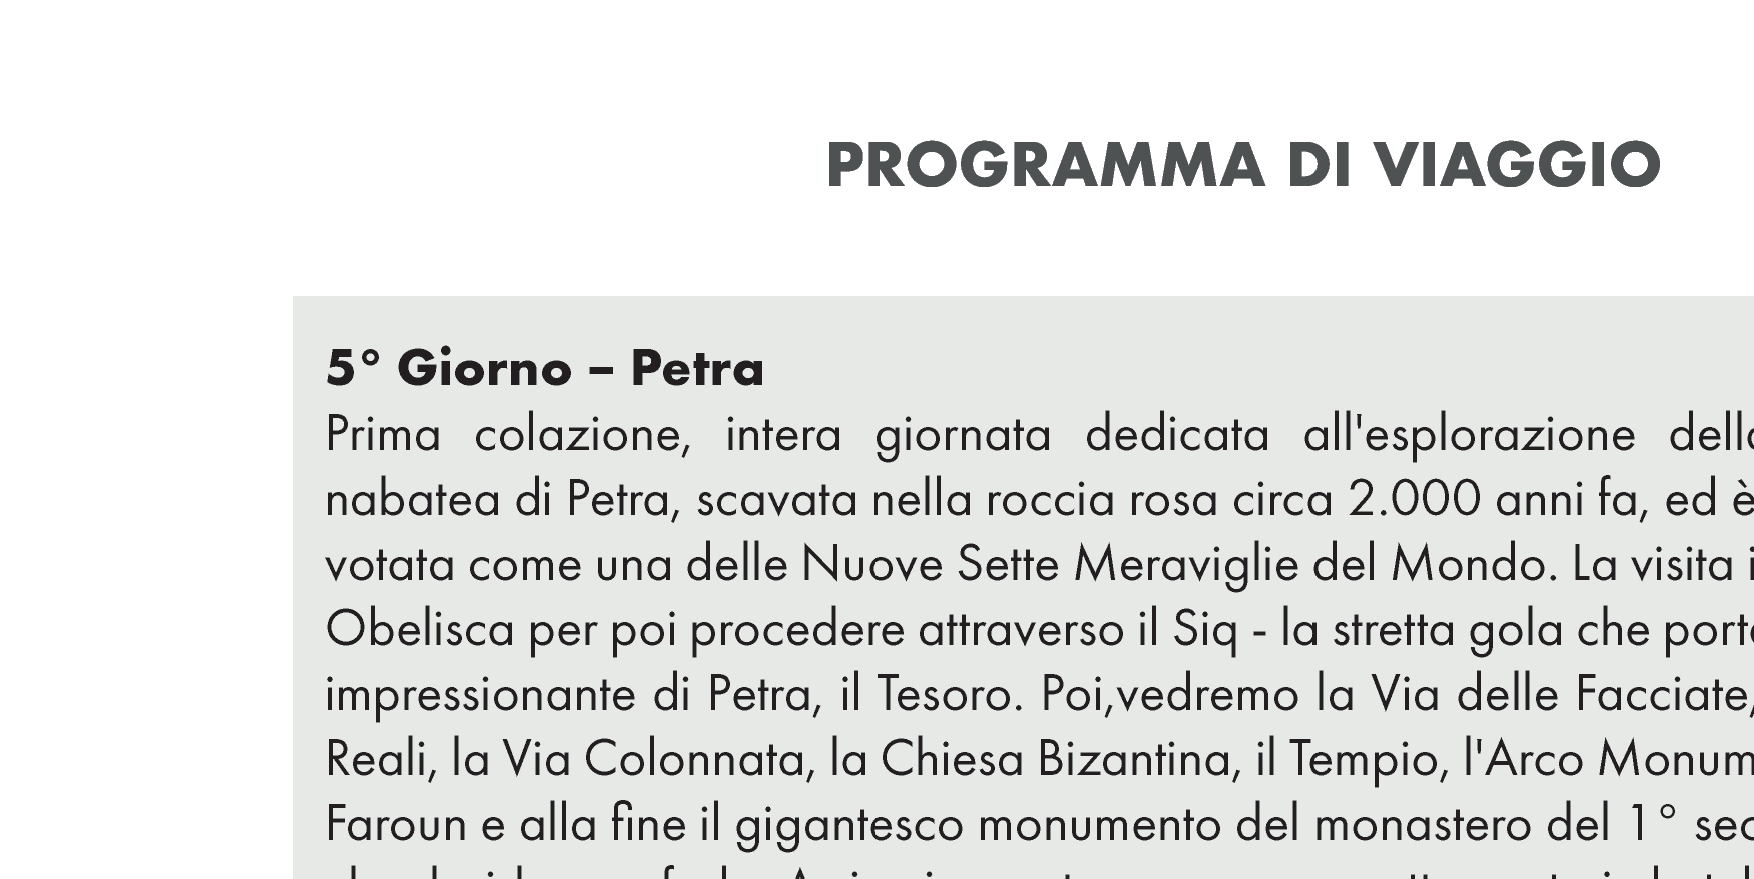 PROGRAMMA DI VIAGGIO
5° Giorno – Petra
Prima colazione, intera giornata dedicata all'esplorazione
nabatea di Petra, scavata nella roccia rosa circa 2.000 anni fa, ed è
votata come una delle Nuove Sette Meraviglie del Mondo. La visita
Obelisca per poi procedere attraverso il Siq - la stretta gola che
impressionante di Petra, il Tesoro. Poi,vedremo la Via delle Facciate,
Reali, la Via Colonnata, la Chiesa Bizantina, il Tempio, l'Arco
Faroun e alla fine il gigantesco monumento del monastero del 1°